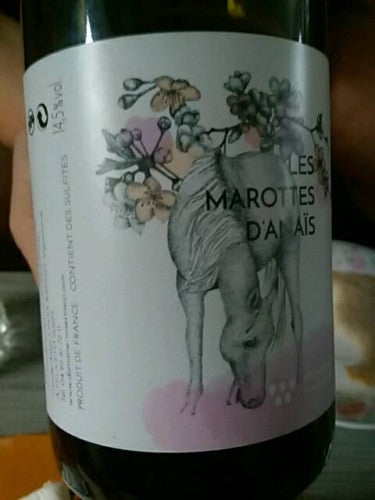 LES
MAROTTES
D'ANAÏS
14,5%vol.
PRODUIT DE FRANCE - CONTIENT DES SULFITES